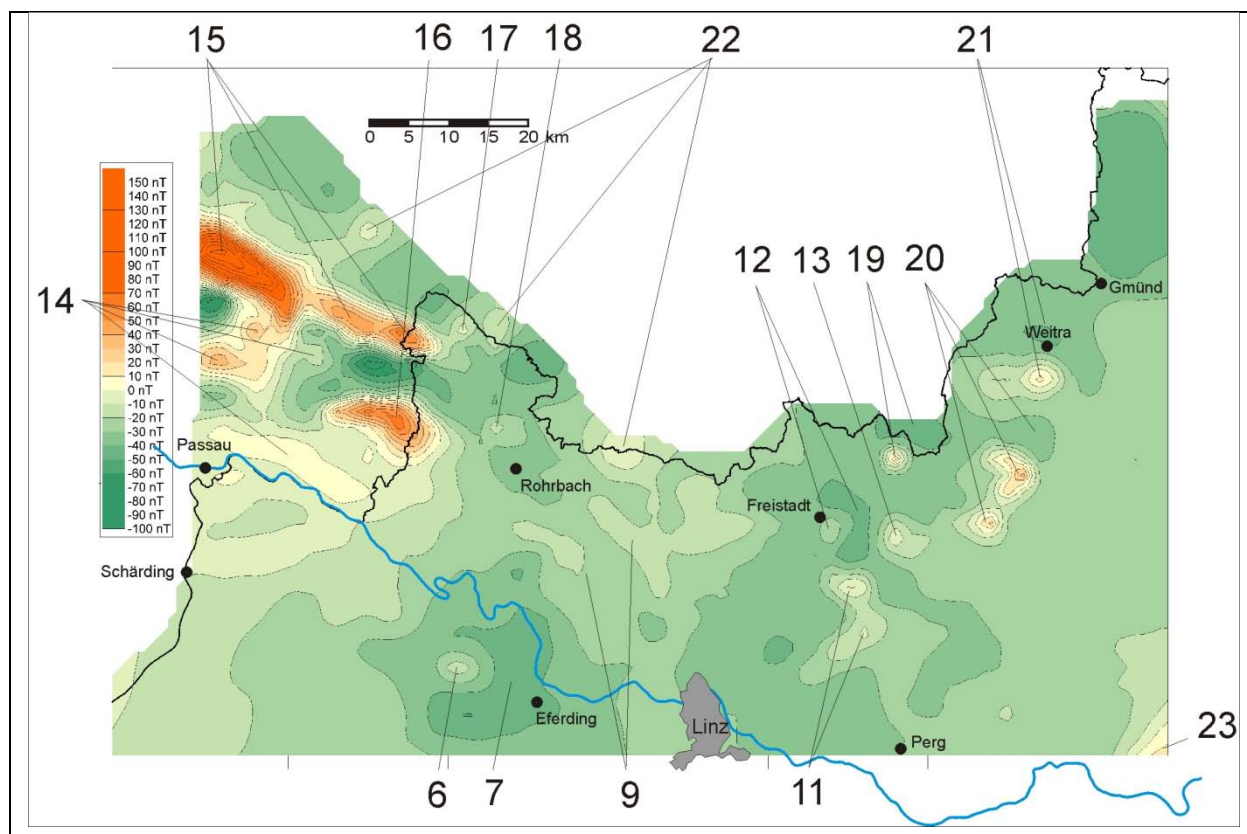 15 16 17 18 22 21
0 5 10 15 20 km
150 nT
140 nT
130 nT
120 nT
110 nT
100 nT
90 nT
80 nT
70 nT
60 nT
50 nT
40 nT
30 nT
20 nT
10 nT
0 nT
-10 nT
-20 nT
-30 nT
-40 nT
-50 nT
-60 nT
-70 nT
-80 nT
-90 nT
-100 nT
14
12 13 19 20
Gmünd
Weitra
Passau
Rohrbach
Freistadt
Schärding
Eferding
Linz
Perg
23
6 7 9 11